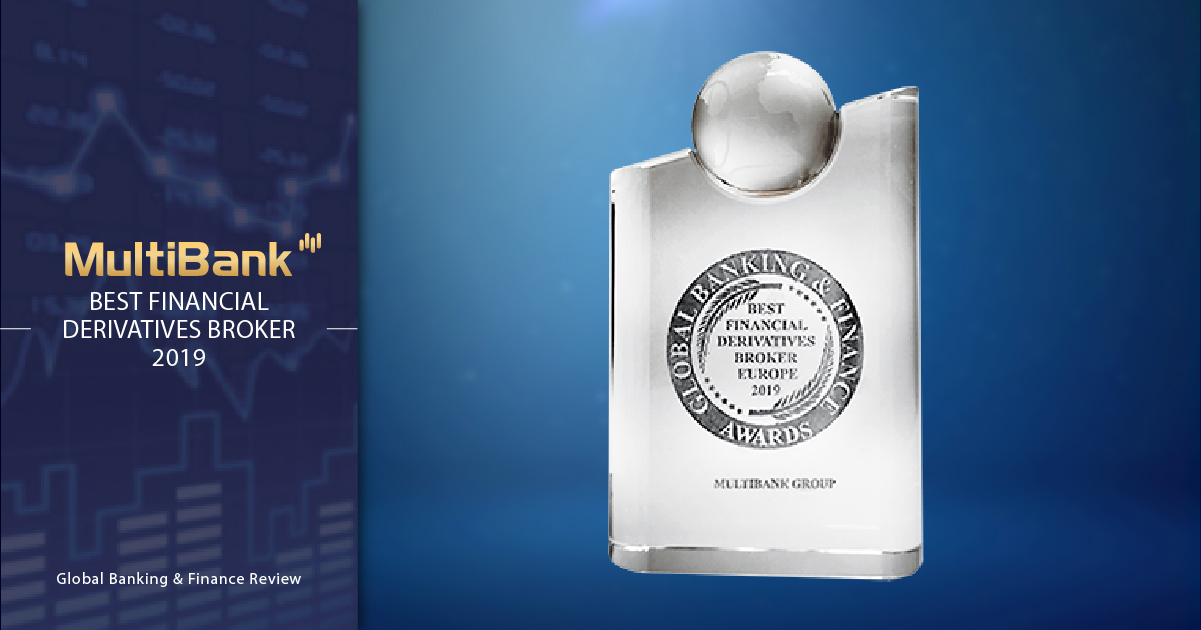 MultiBank
BEST FINANCIAL
DERIVATIVES BROKER
2019
Global Banking & Finance Review
GLOBAL BANKING & FINANCE
AWARDS
BEST
FINANCIAL
DERIVATIVES
BROKER
EUROPE
2019
MULTIBANK GROUP